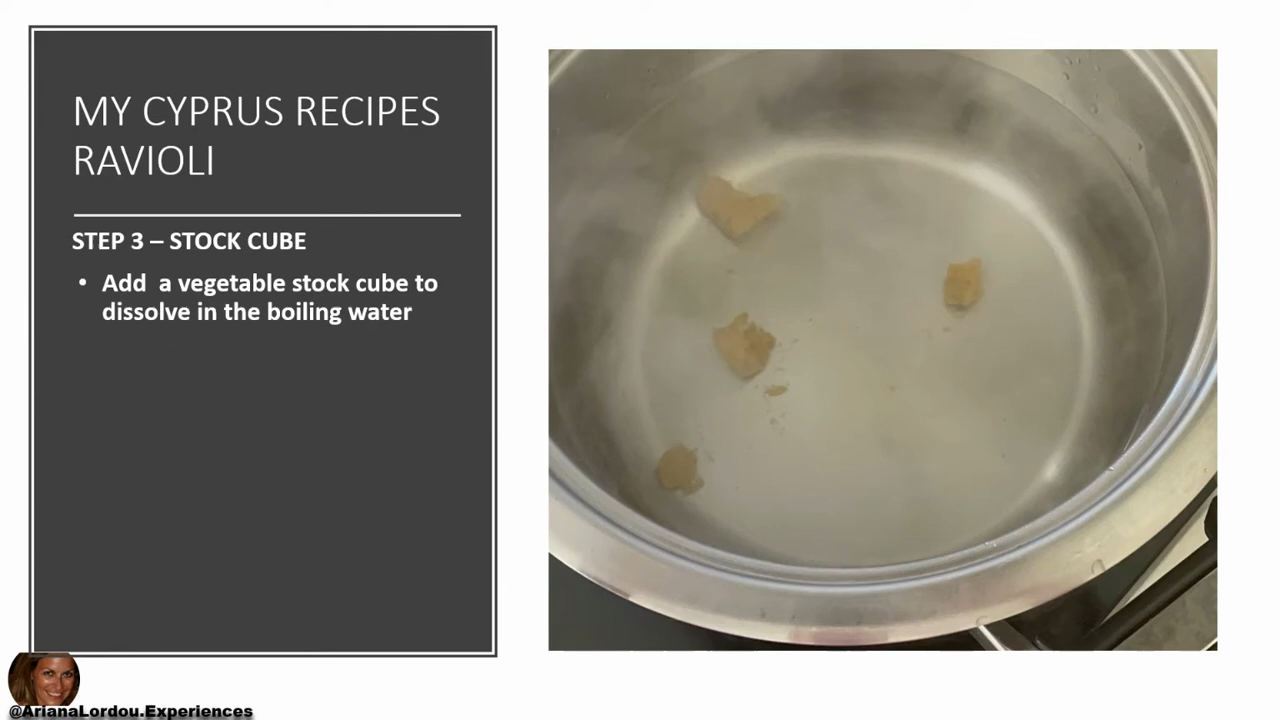 MY CYPRUS RECIPES
RAVIOLI
STEP 3 – STOCK CUBE
• Add  a vegetable stock cube to
dissolve in the boiling water
@ArianaLordou.Experiences